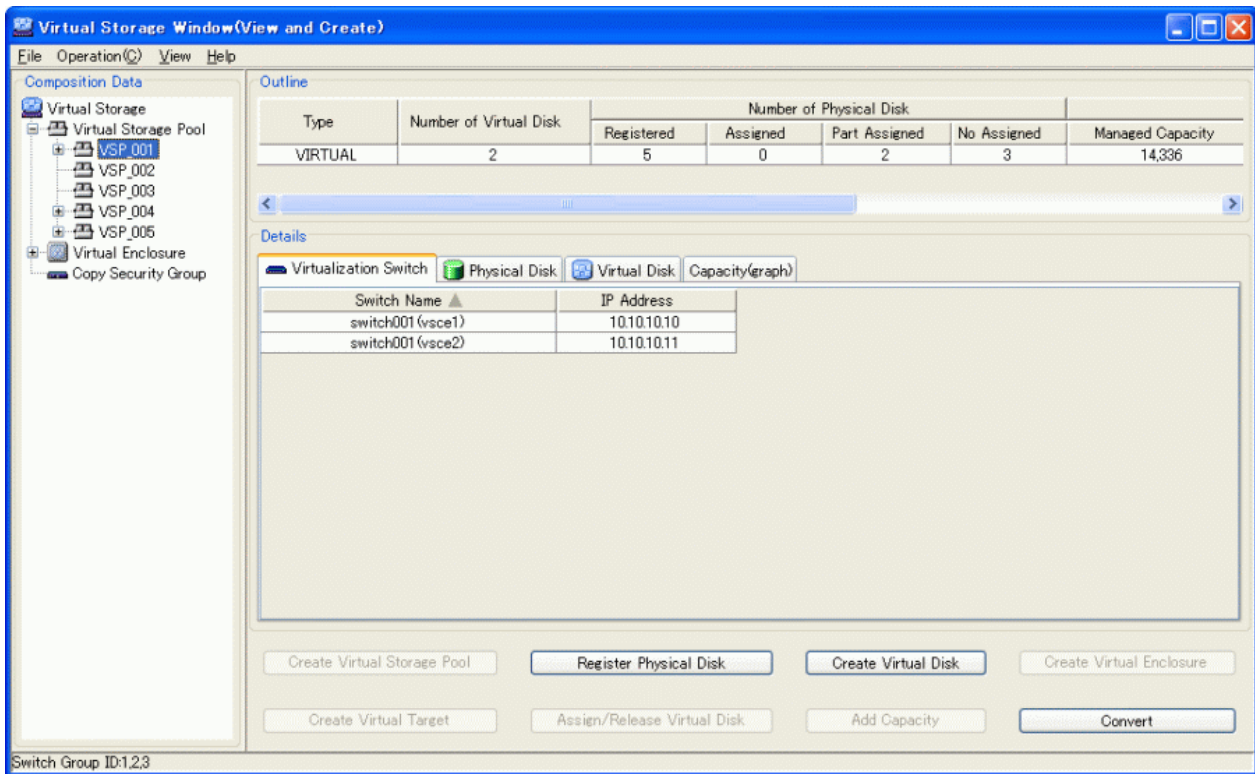 Virtual Storage Window(View and Create)
File Operation(C) View Help
Composition Data
Virtual Storage
Virtual Storage Pool
VSP_001
VSP_002
VSP_003
VSP_004
VSP_005
Virtual Enclosure
Copy Security Group
Outline
Type Number of Virtual Disk Number of Physical Disk
Registered Assigned Part Assigned No Assigned Managed Capacity
VIRTUAL 2 5 0 2 3 14,336
Details
Virtualization Switch Physical Disk Virtual Disk Capacity(graph)
Switch Name IP Address
switch001(vsce1) 10.10.10.10
switch001(vsce2) 10.10.10.11
Create Virtual Storage Pool Register Physical Disk Create Virtual Disk Create Virtual Enclosure
Create Virtual Target Assign/Release Virtual Disk Add Capacity Convert
Switch Group ID:1,2,3